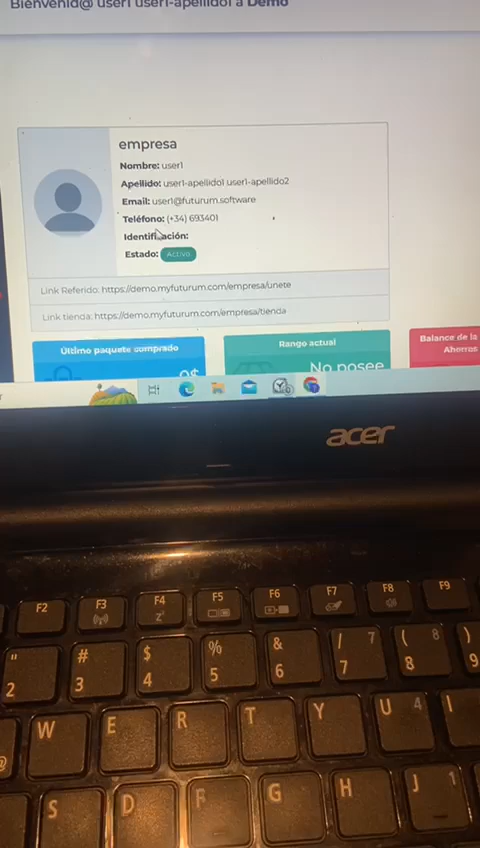 Bienvenid@ user1 user1-apellido1 a Demo
empresa
Nombre: user1
Apellido: user1-apellido1 user1-apellido2
Email: user1@futurum.software
Teléfono: (+34) 693401
Identificación:
Estado: Activo
Link Referido: https://demo.myfuturum.com/empresa/unete
Link tienda: https://demo.myfuturum.com/empresa/tienda
Último paquete comprado
0$
Rango actual
No posee
Balance de la
Ahorros
acer
F2 F3 F4 F5 F6 F7 F8 F9
" # $ % & / 7 ( 8 )
2 3 4 5 6 7 8 9
W E R T Y U 4 I
@ S D F G H J 1